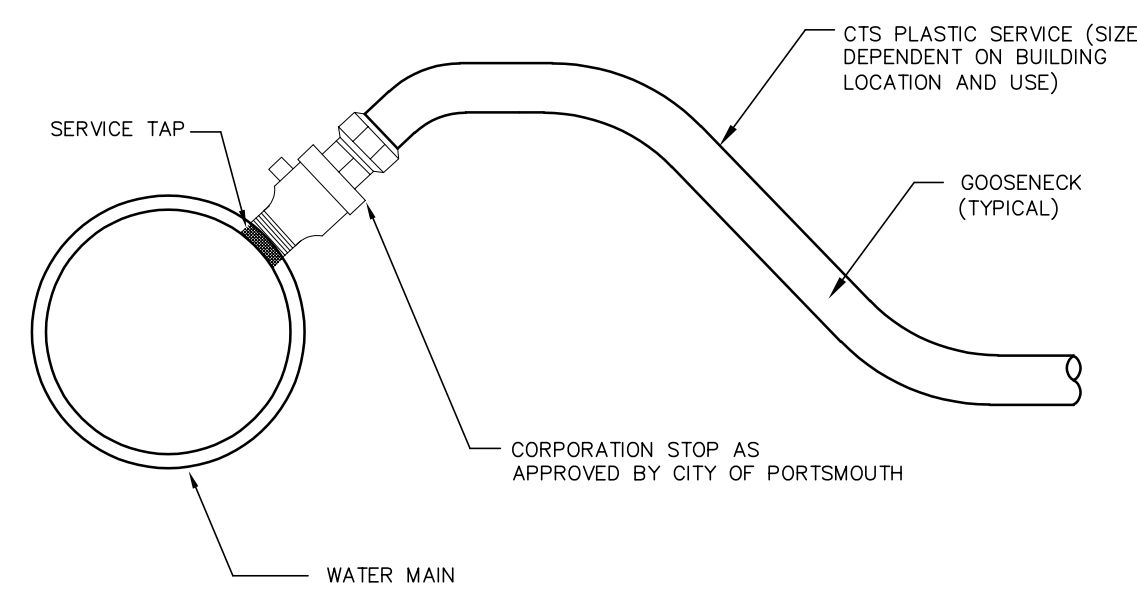 CTS PLASTIC SERVICE (SIZE
DEPENDENT ON BUILDING
LOCATION AND USE)
SERVICE TAP
GOOSENECK
(TYPICAL)
CORPORATION STOP AS
APPROVED BY CITY OF PORTSMOUTH
WATER MAIN